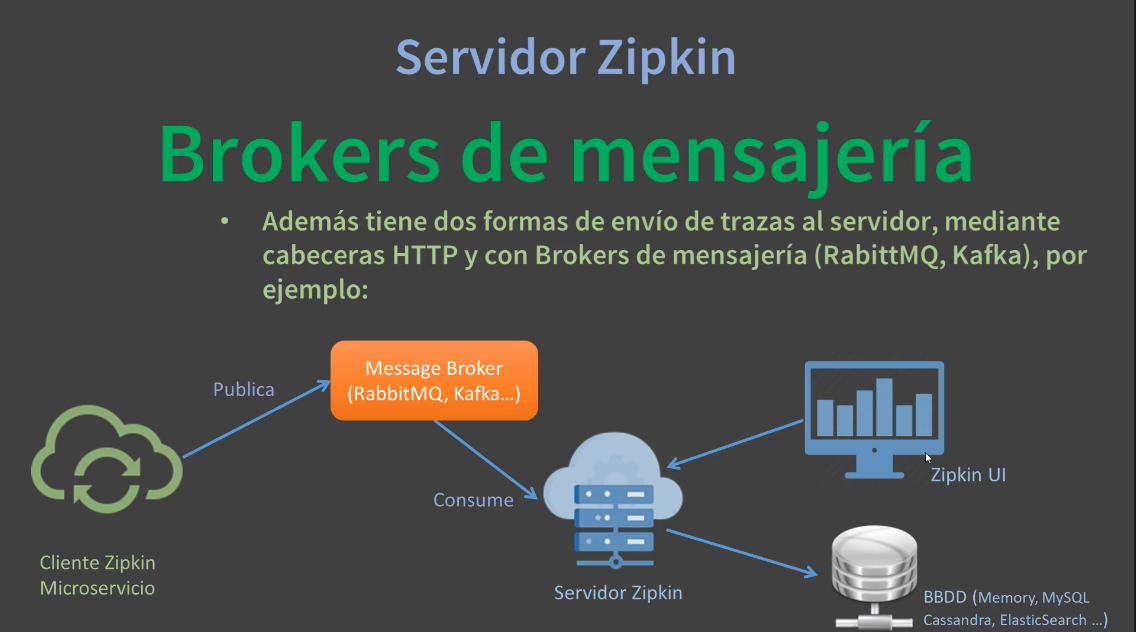 Servidor Zipkin
Brokers de mensajería
• Además tiene dos formas de envío de trazas al servidor, mediante
cabeceras HTTP y con Brokers de mensajería (RabittMQ, Kafka), por
ejemplo:
Message Broker
(RabbitMQ, Kafka...)
Publica
Consume
Zipkin UI
Cliente Zipkin
Microservicio
Servidor Zipkin
BBDD (Memory, MySQL
Cassandra, ElasticSearch ...)